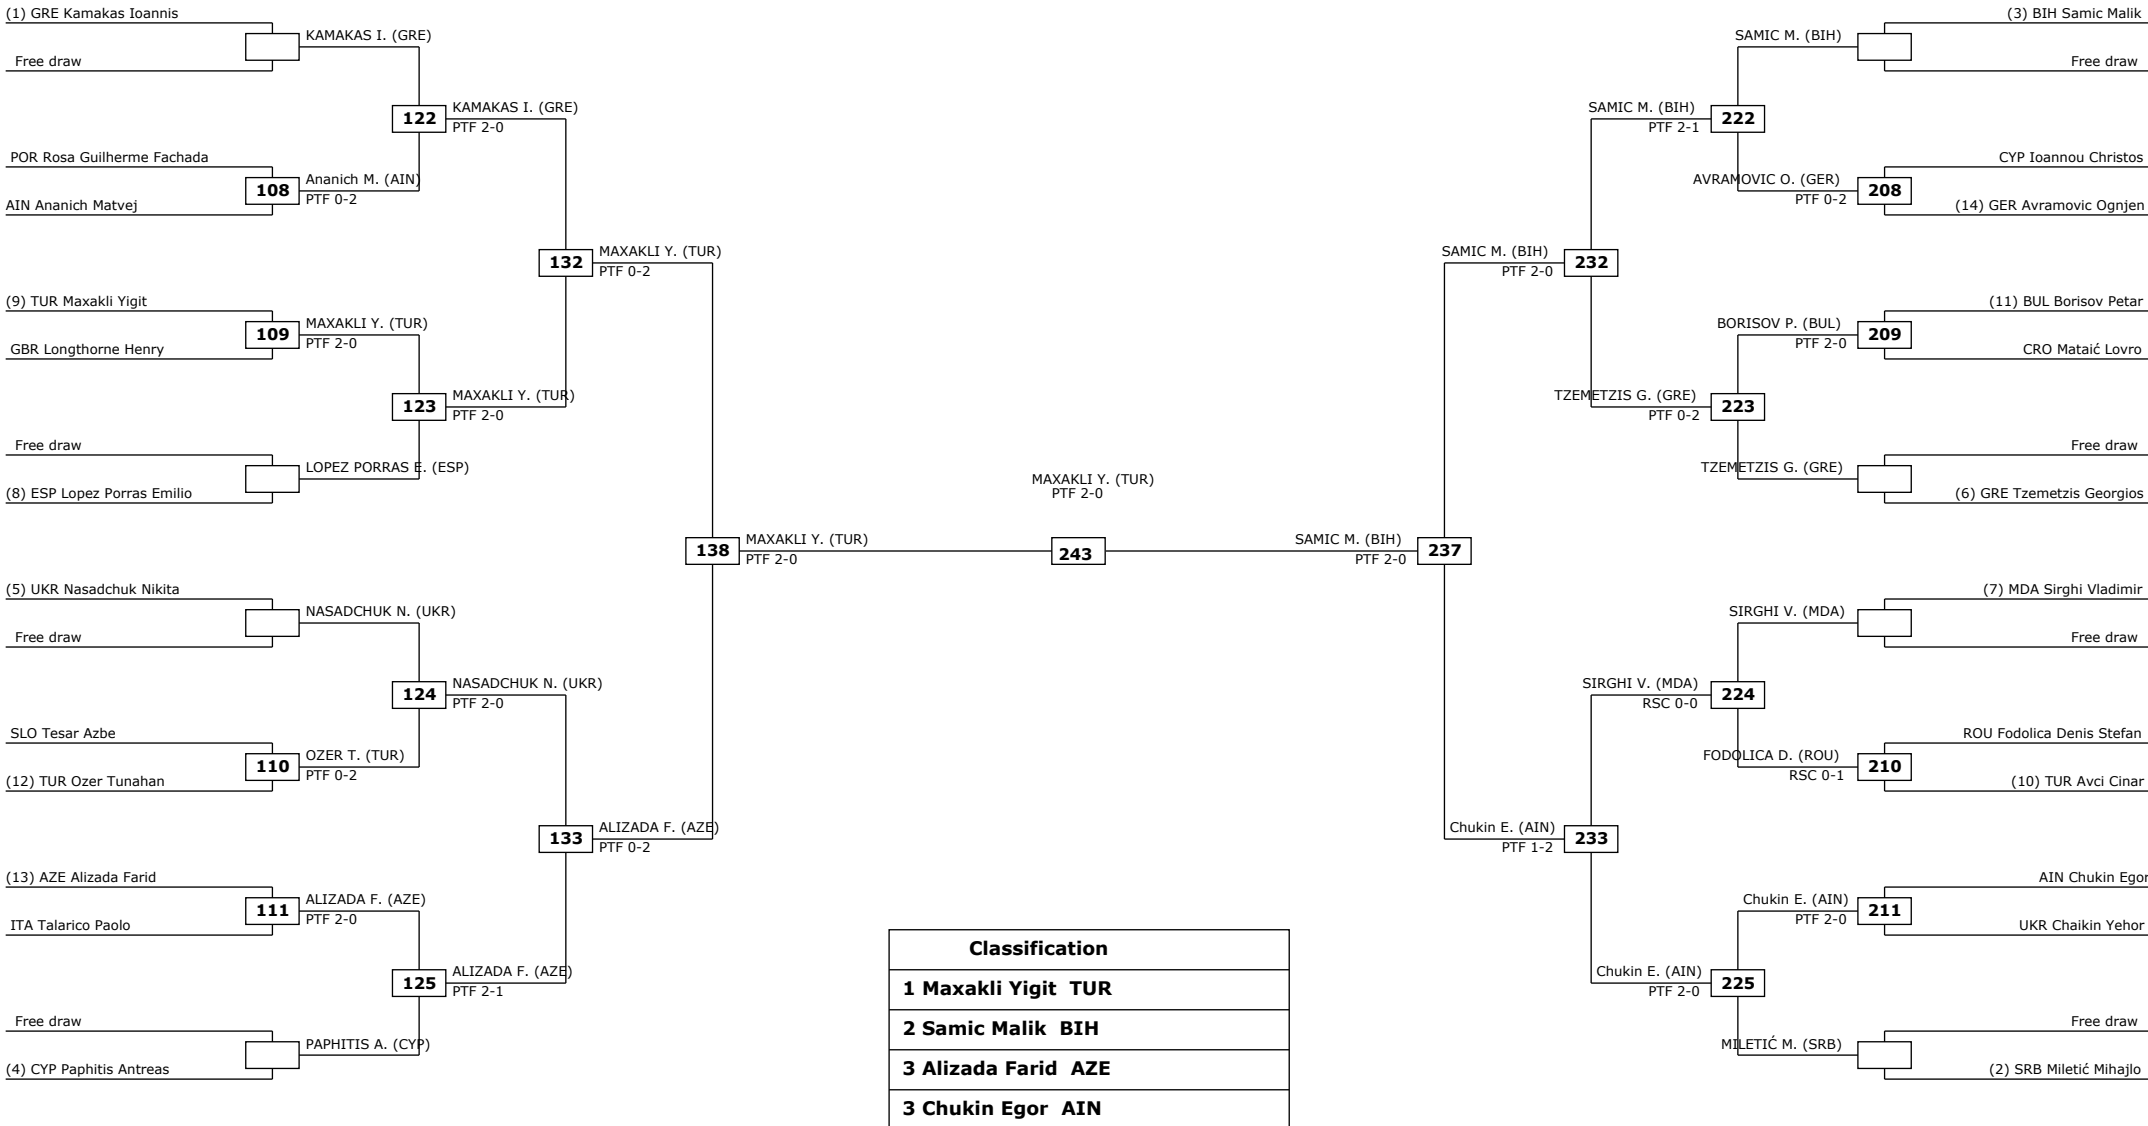 (1) GRE Kamakas Ioannis
KAMAKAS I. (GRE)
Free draw
KAMAKAS I. (GRE)
122
PTF 2-0
POR Rosa Guilherme Fachada
Ananich M. (AIN)
108
PTF 0-2
AIN Ananich Matvej
MAXAKLI Y. (TUR)
132
PTF 0-2
(9) TUR Maxakli Yigit
MAXAKLI Y. (TUR)
109
PTF 2-0
GBR Longthorne Henry
MAXAKLI Y. (TUR)
123
PTF 2-0
Free draw
LOPEZ PORRAS E. (ESP)
(8) ESP Lopez Porras Emilio
MAXAKLI Y. (TUR)
138
PTF 2-0
(5) UKR Nasadchuk Nikita
NASADCHUK N. (UKR)
Free draw
NASADCHUK N. (UKR)
124
PTF 2-0
SLO Tesar Azbe
OZER T. (TUR)
110
PTF 0-2
(12) TUR Ozer Tunahan
ALIZADA F. (AZE)
133
PTF 0-2
(13) AZE Alizada Farid
ALIZADA F. (AZE)
111
PTF 2-0
ITA Talarico Paolo
ALIZADA F. (AZE)
125
PTF 2-1
Free draw
PAPHITIS A. (CYP)
(4) CYP Paphitis Antreas
MAXAKLI Y. (TUR)
PTF 2-0
243
(3) BIH Samic Malik
SAMIC M. (BIH)
Free draw
SAMIC M. (BIH)
222
PTF 2-1
CYP Ioannou Christos
AVRAMOVIC O. (GER)
208
PTF 0-2
(14) GER Avramovic Ognjen
SAMIC M. (BIH)
232
PTF 2-0
(11) BUL Borisov Petar
BORISOV P. (BUL)
209
PTF 2-0
CRO Mataić Lovro
TZEMETZIS G. (GRE)
223
PTF 0-2
Free draw
TZEMETZIS G. (GRE)
(6) GRE Tzemetzis Georgios
SAMIC M. (BIH)
237
PTF 2-0
(7) MDA Sirghi Vladimir
SIRGHI V. (MDA)
Free draw
SIRGHI V. (MDA)
224
RSC 0-0
ROU Fodolica Denis Stefan
FODOLICA D. (ROU)
210
RSC 0-1
(10) TUR Avci Cinar
Chukin E. (AIN)
233
PTF 1-2
AIN Chukin Egor
Chukin E. (AIN)
211
PTF 2-0
UKR Chaikin Yehor
Chukin E. (AIN)
225
PTF 2-0
Free draw
MILETIĆ M. (SRB)
(2) SRB Miletić Mihajlo
Classification
1 Maxakli Yigit TUR
2 Samic Malik BIH
3 Alizada Farid AZE
3 Chukin Egor AIN